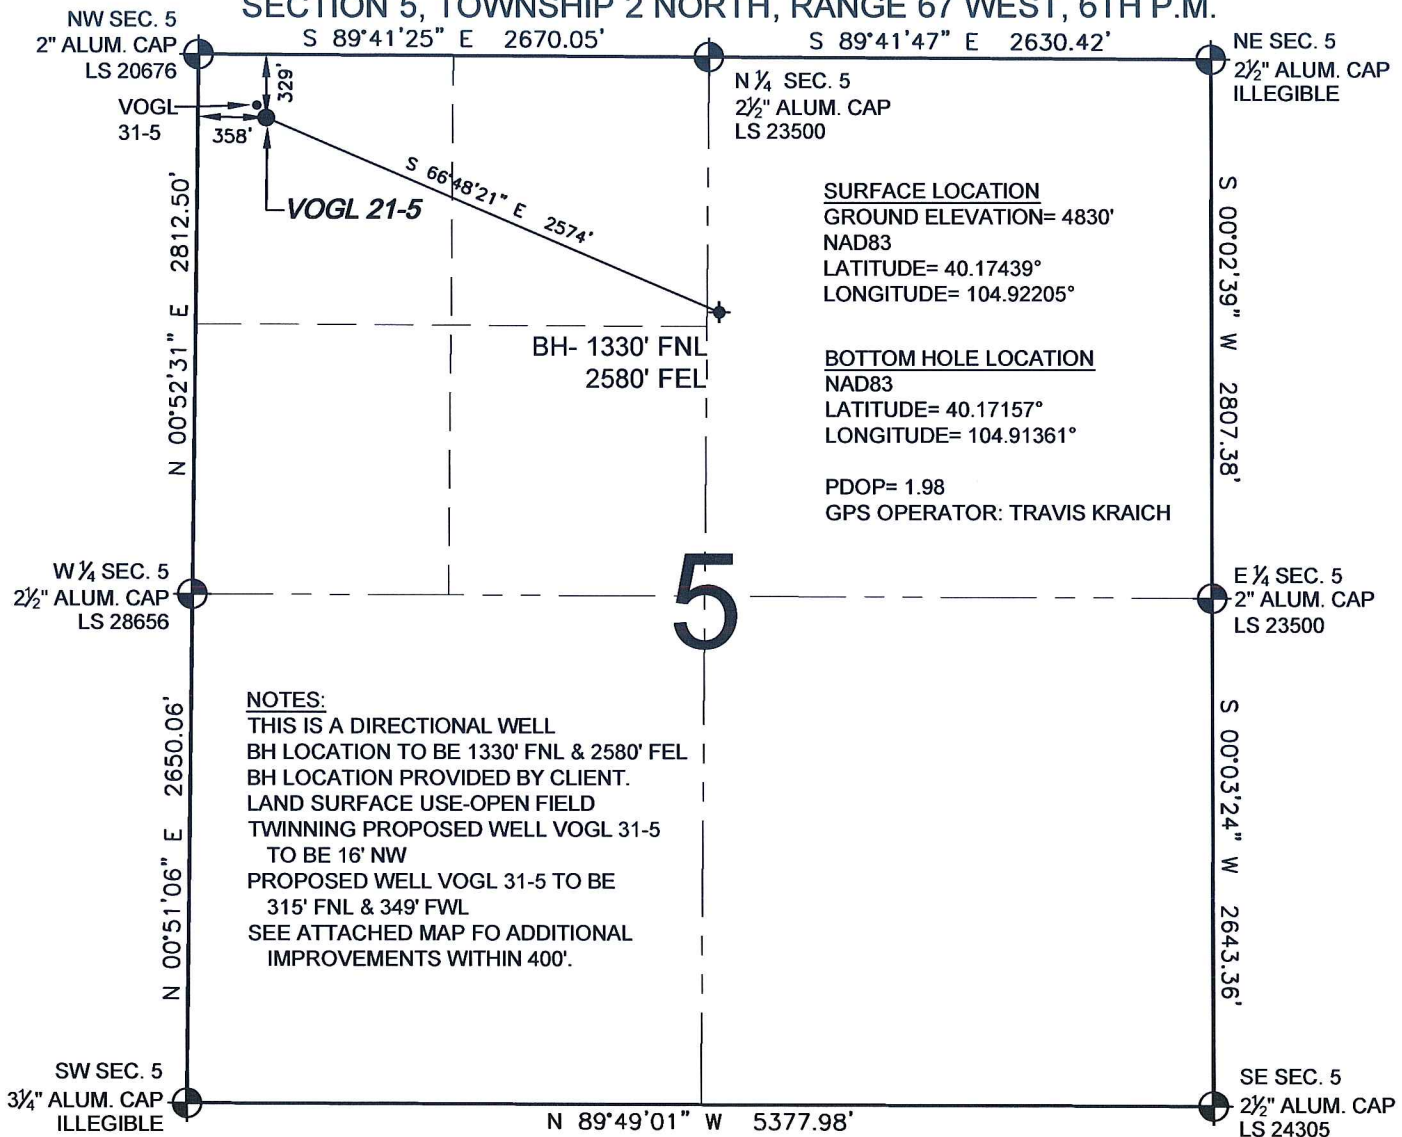 SECTION 5, TOWNSHIP 2 NORTH, RANGE 67 WEST, 6TH P.M.
NW SEC. 5
2" ALUM. CAP
LS 20676
S 89°41'25" E 2670.05'
S 89°41'47" E 2630.42'
NE SEC. 5
2½" ALUM. CAP
ILLEGIBLE
N ¼ SEC. 5
2½" ALUM. CAP
LS 23500
VOGL
31-5
329'
358'
VOGL 21-5
S 66°48'21" E 2574'
BH- 1330' FNL
2580' FEL
N 00°52'31" E 2812.50'
SURFACE LOCATION
GROUND ELEVATION= 4830'
NAD83
LATITUDE= 40.17439°
LONGITUDE= 104.92205°
BOTTOM HOLE LOCATION
NAD83
LATITUDE= 40.17157°
LONGITUDE= 104.91361°
PDOP= 1.98
GPS OPERATOR: TRAVIS KRAICH
S 00°02'39" W 2807.38'
W ¼ SEC. 5
2½" ALUM. CAP
LS 28656
5
E ¼ SEC. 5
2" ALUM. CAP
LS 23500
N 00°51'06" E 2650.06'
NOTES:
THIS IS A DIRECTIONAL WELL
BH LOCATION TO BE 1330' FNL & 2580' FEL
BH LOCATION PROVIDED BY CLIENT.
LAND SURFACE USE-OPEN FIELD
TWINNING PROPOSED WELL VOGL 31-5
TO BE 16' NW
PROPOSED WELL VOGL 31-5 TO BE
315' FNL & 349' FWL
SEE ATTACHED MAP FO ADDITIONAL
IMPROVEMENTS WITHIN 400'.
S 00°03'24" W 2643.36'
SW SEC. 5
3¼" ALUM. CAP
ILLEGIBLE
N 89°49'01" W 5377.98'
SE SEC. 5
2½" ALUM. CAP
LS 24305